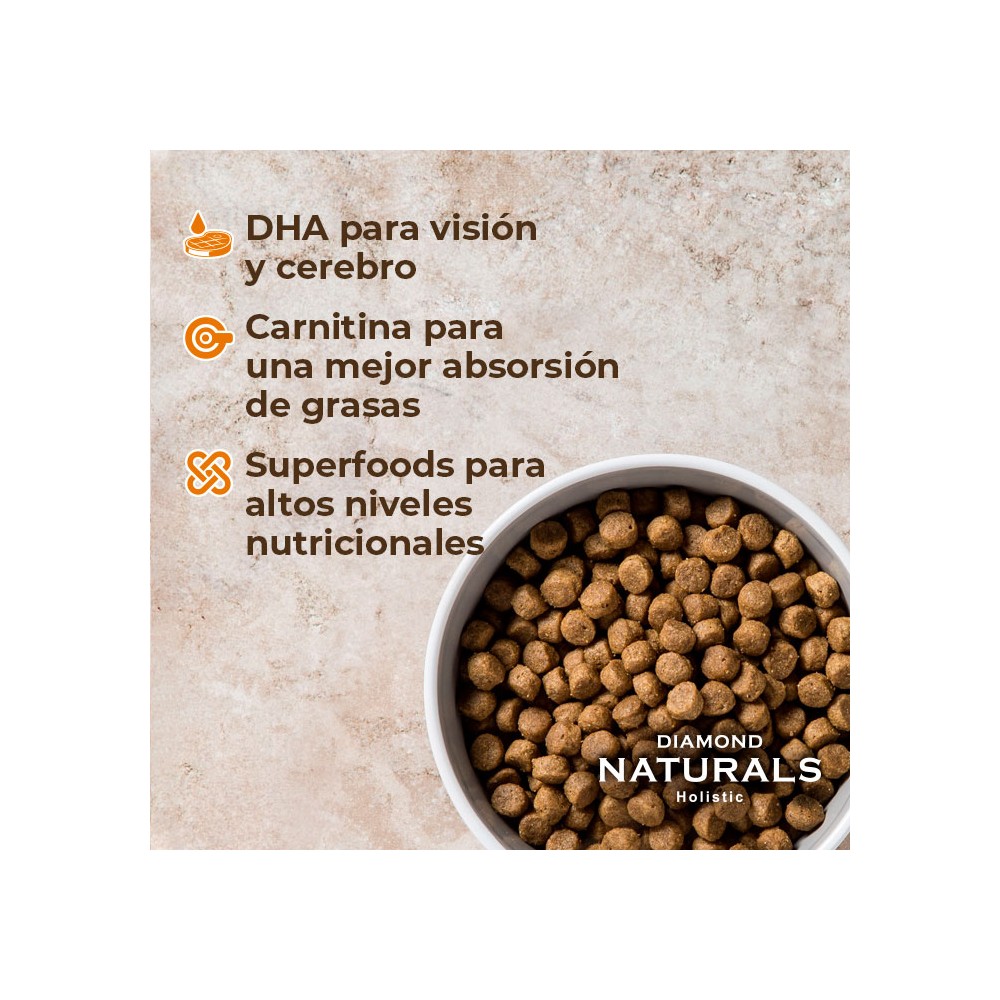 DHA para visión
y cerebro
Carnitina para
una mejor absorsión
de grasas
Superfoods para
altos niveles
nutricionales
DIAMOND
NATURALS
Holistic